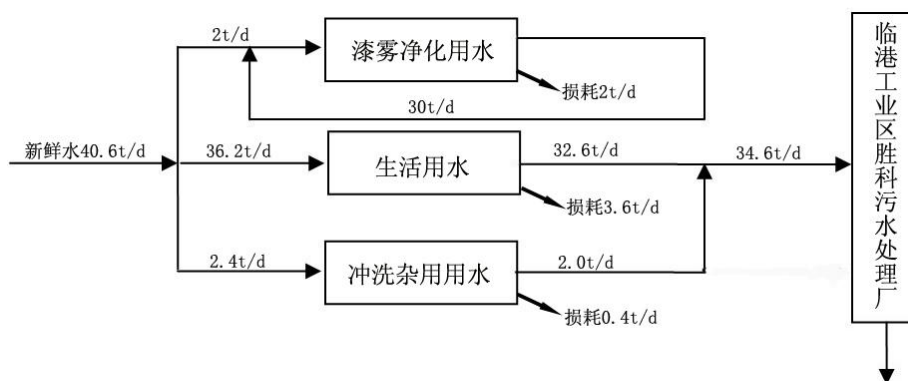 2t/d
漆雾净化用水
损耗2t/d
30t/d
新鲜水40.6t/d
36.2t/d
生活用水
32.6t/d
34.6t/d
损耗3.6t/d
2.4t/d
冲洗杂用用水
2.0t/d
损耗0.4t/d
临港工业区胜科污水处理厂